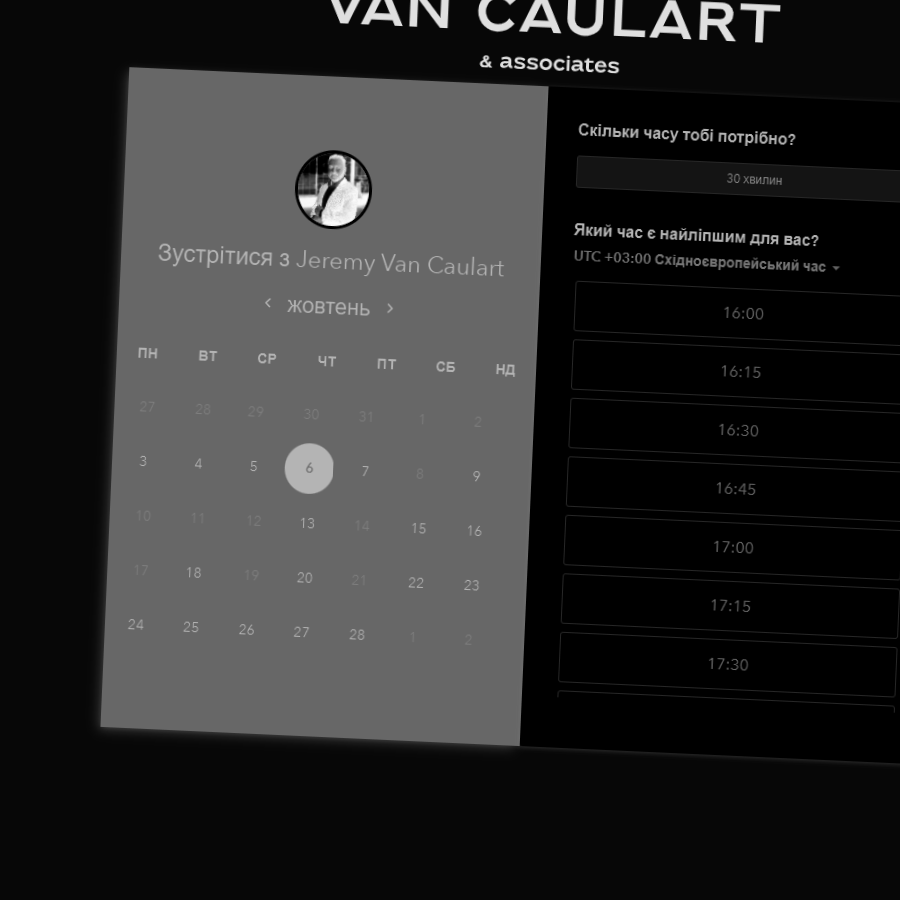 VAN CAULART
& associates
Зустрітися з Jeremy Van Caulart
< жовтень >
ПН ВТ СР ЧТ ПТ СБ НД
27 28 29 30 31 1 2
3 4 5 6 7 8 9
10 11 12 13 14 15 16
17 18 19 20 21 22 23
24 25 26 27 28 1 2
Скільки часу тобі потрібно?
30 хвилин
Який час є найліпшим для вас?
UTC +03:00 Східноєвропейський час
16:00
16:15
16:30
16:45
17:00
17:15
17:30